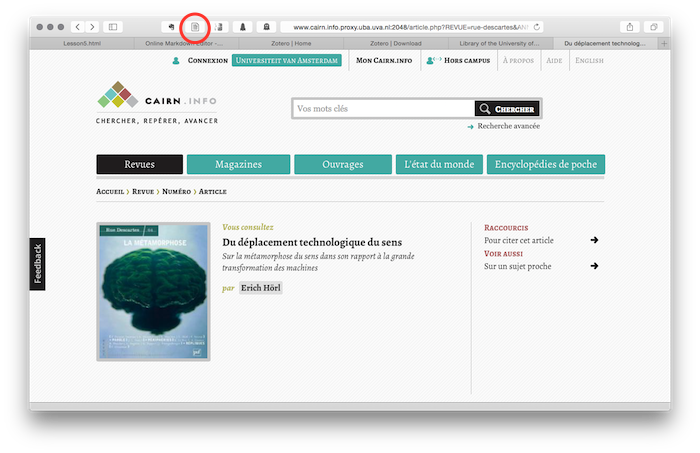 www.cairn.info.proxy.uba.uva.nl:2048/article.php?REVUE=rue-descartes&AN
Lesson5.html
Online Markdown Editor -...
Zotero | Home
Zotero | Download
Library of the University of...
Du déplacement technolog...
Connexion
Universiteit van Amsterdam
Mon Cairn.info
Hors campus
À propos
Aide
English
CAIRN.INFO
CHERCHER, REPÉRER, AVANCER
Vos mots clés
Chercher
Recherche avancée
Revues
Magazines
Ouvrages
L'état du monde
Encyclopédies de poche
Accueil › Revue › Numéro › Article
Feedback
Rue Descartes
LA MÉTAMORPHOSE
puf
Vous consultez
Du déplacement technologique du sens
Sur la métamorphose du sens dans son rapport à la grande
transformation des machines
par Erich Hörl
Raccourcis
Pour citer cet article
Voir aussi
Sur un sujet proche